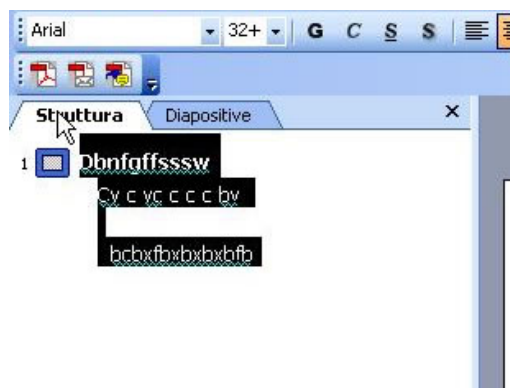 Arial 32+ G C S S
Struttura Diapositive
1 Dbnfgffsssw
Cy c yc c c c bv
bcbxfbxbxbxbfb